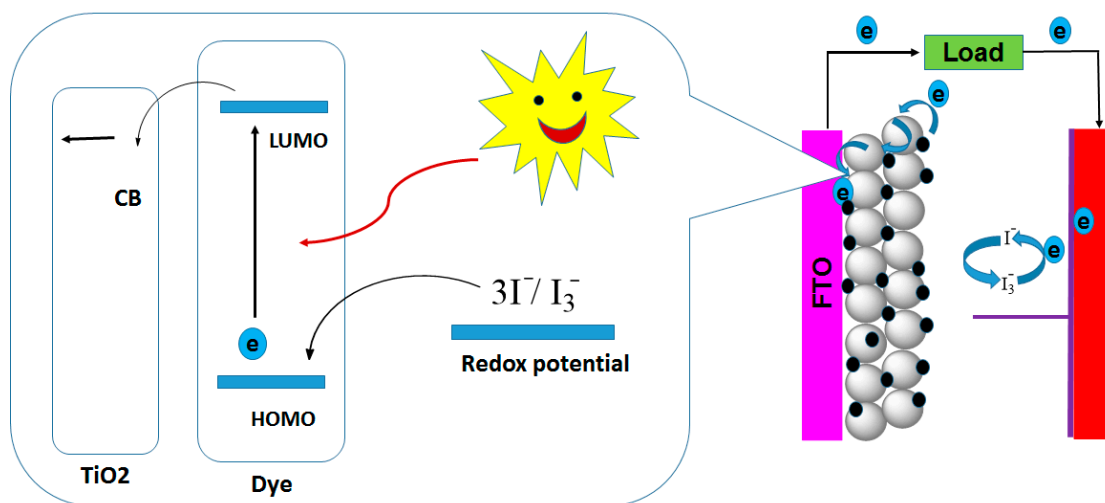 e
e
Load
e
LUMO
CB
e
FTO
e
e
I⁻
I₃⁻
3I⁻/ I₃⁻
e
Redox potential
HOMO
TiO2
Dye